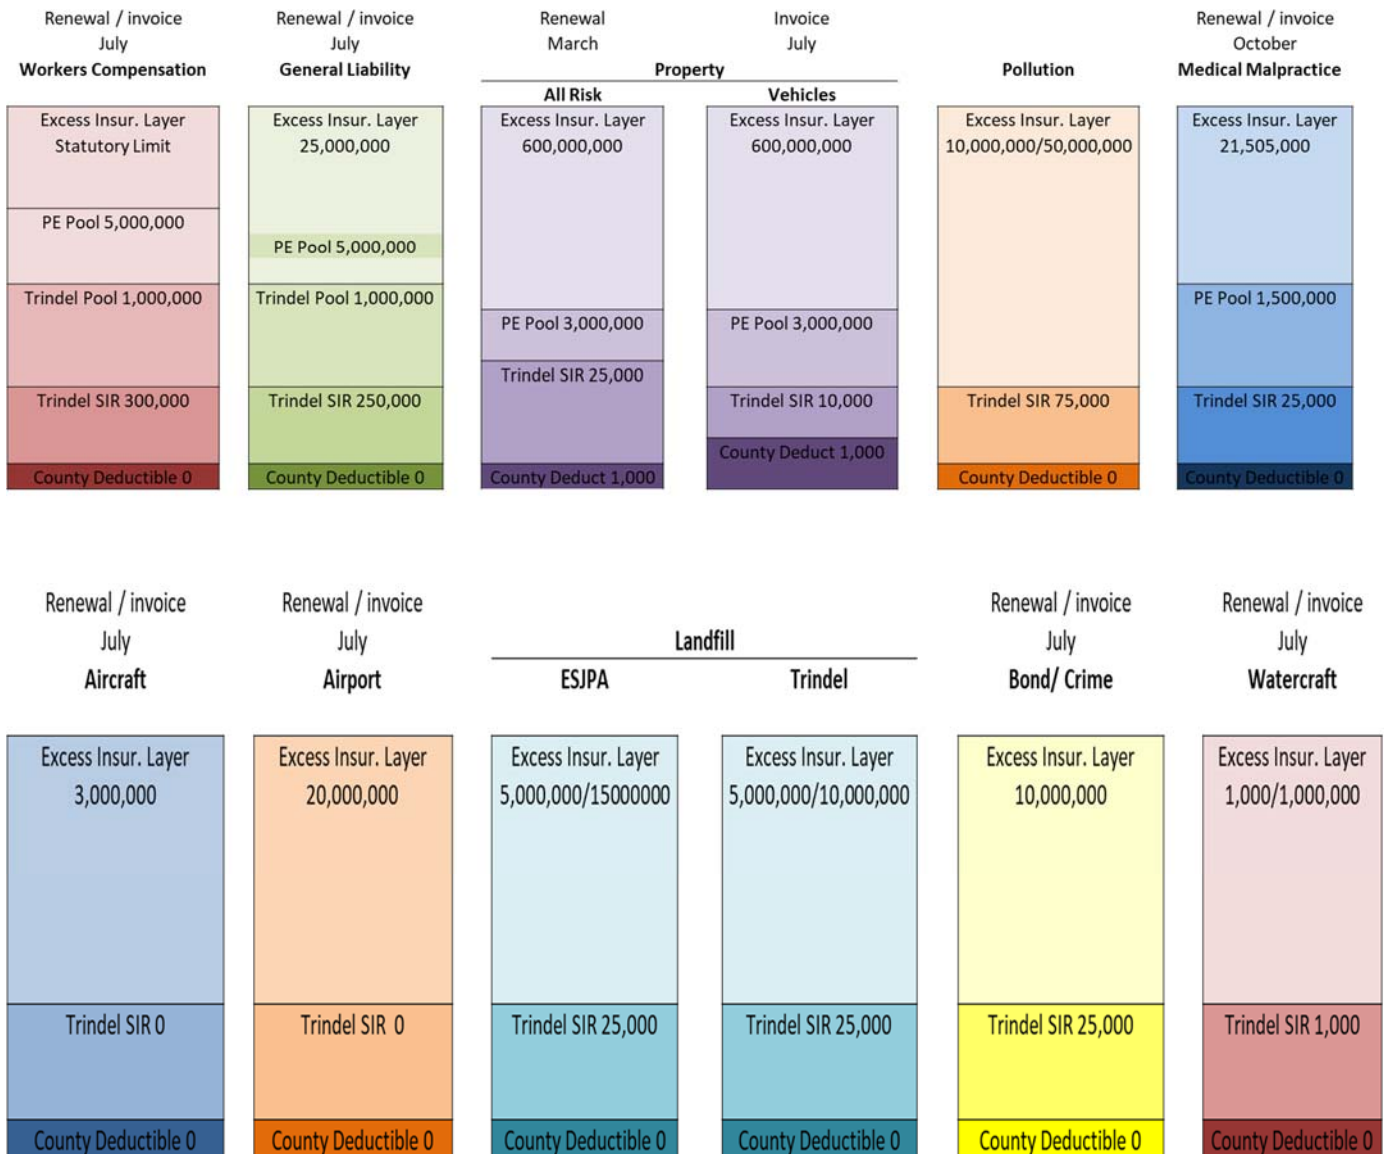 Renewal / invoice
July
Workers Compensation
Excess Insur. Layer
Statutory Limit
PE Pool 5,000,000
Trindel Pool 1,000,000
Trindel SIR 300,000
County Deductible 0
Renewal / invoice
July
General Liability
Excess Insur. Layer
25,000,000
PE Pool 5,000,000
Trindel Pool 1,000,000
Trindel SIR 250,000
County Deductible 0
Renewal
March
Invoice
July
Property
All Risk
Excess Insur. Layer
600,000,000
PE Pool 3,000,000
Trindel SIR 25,000
County Deduct 1,000
Vehicles
Excess Insur. Layer
600,000,000
PE Pool 3,000,000
Trindel SIR 10,000
County Deduct 1,000
Pollution
Excess Insur. Layer
10,000,000/50,000,000
Trindel SIR 75,000
County Deductible 0
Renewal / invoice
October
Medical Malpractice
Excess Insur. Layer
21,505,000
PE Pool 1,500,000
Trindel SIR 25,000
County Deductible 0
Renewal / invoice
July
Aircraft
Excess Insur. Layer
3,000,000
Trindel SIR 0
County Deductible 0
Renewal / invoice
July
Airport
Excess Insur. Layer
20,000,000
Trindel SIR 0
County Deductible 0
Landfill
ESJPA
Excess Insur. Layer
5,000,000/15000000
Trindel SIR 25,000
County Deductible 0
Trindel
Excess Insur. Layer
5,000,000/10,000,000
Trindel SIR 25,000
County Deductible 0
Renewal / invoice
July
Bond/ Crime
Excess Insur. Layer
10,000,000
Trindel SIR 25,000
County Deductible 0
Renewal / invoice
July
Watercraft
Excess Insur. Layer
1,000/1,000,000
Trindel SIR 1,000
County Deductible 0